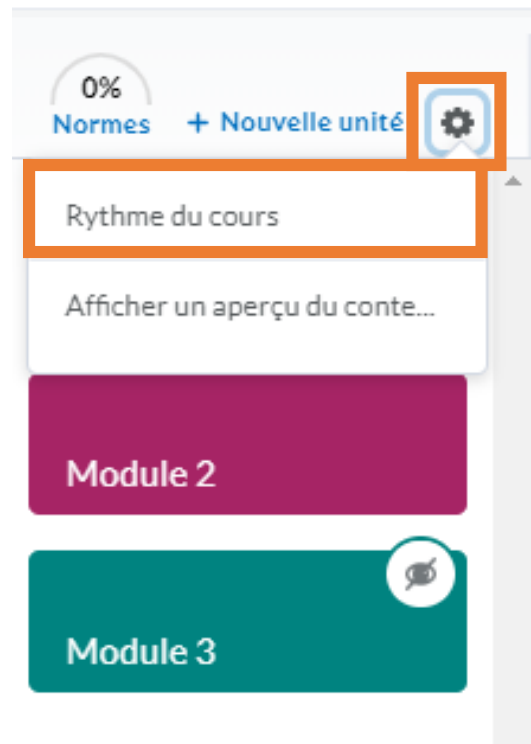 0%
Normes + Nouvelle unité
Rythme du cours
Afficher un aperçu du conte...
Module 2
Module 3